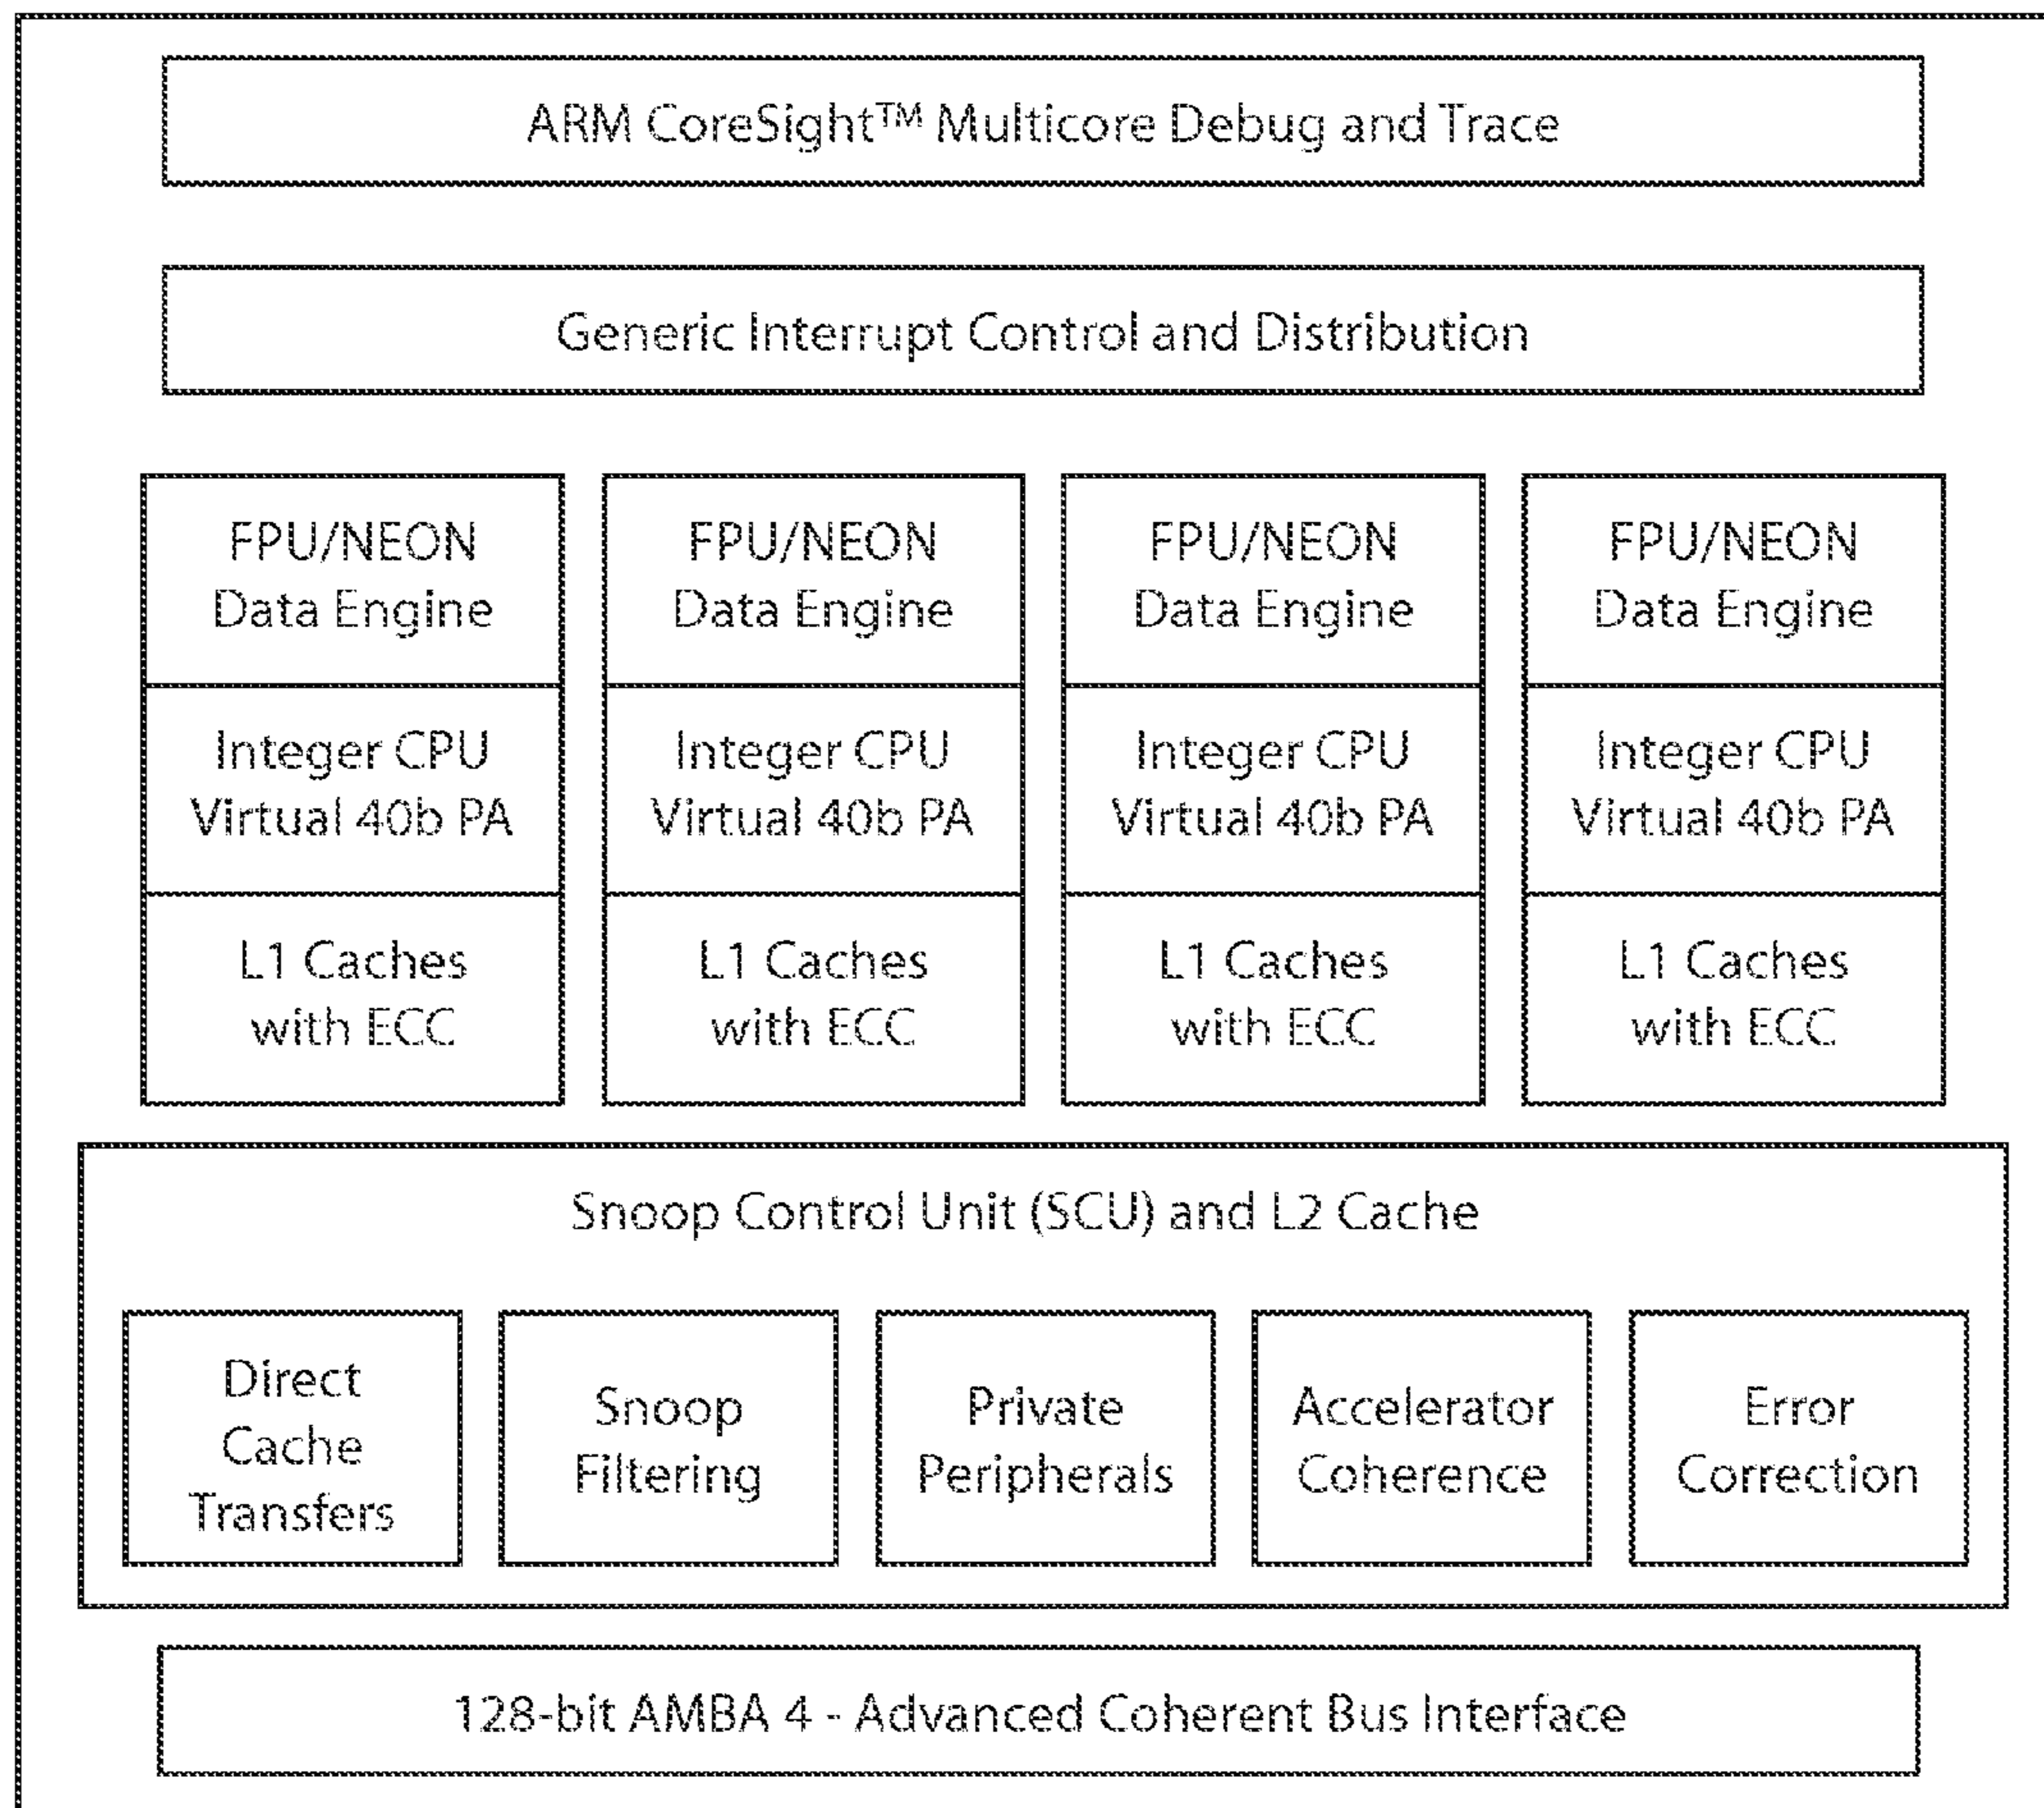 ARM CoreSight™ Multicore Debug and Trace
Generic Interrupt Control and Distribution
FPU/NEON
Data Engine
Integer CPU
Virtual 40b PA
L1 Caches
with ECC
FPU/NEON
Data Engine
Integer CPU
Virtual 40b PA
L1 Caches
with ECC
FPU/NEON
Data Engine
Integer CPU
Virtual 40b PA
L1 Caches
with ECC
FPU/NEON
Data Engine
Integer CPU
Virtual 40b PA
L1 Caches
with ECC
Snoop Control Unit (SCU) and L2 Cache
Direct
Cache
Transfers
Snoop
Filtering
Private
Peripherals
Accelerator
Coherence
Error
Correction
128-bit AMBA 4 - Advanced Coherent Bus Interface